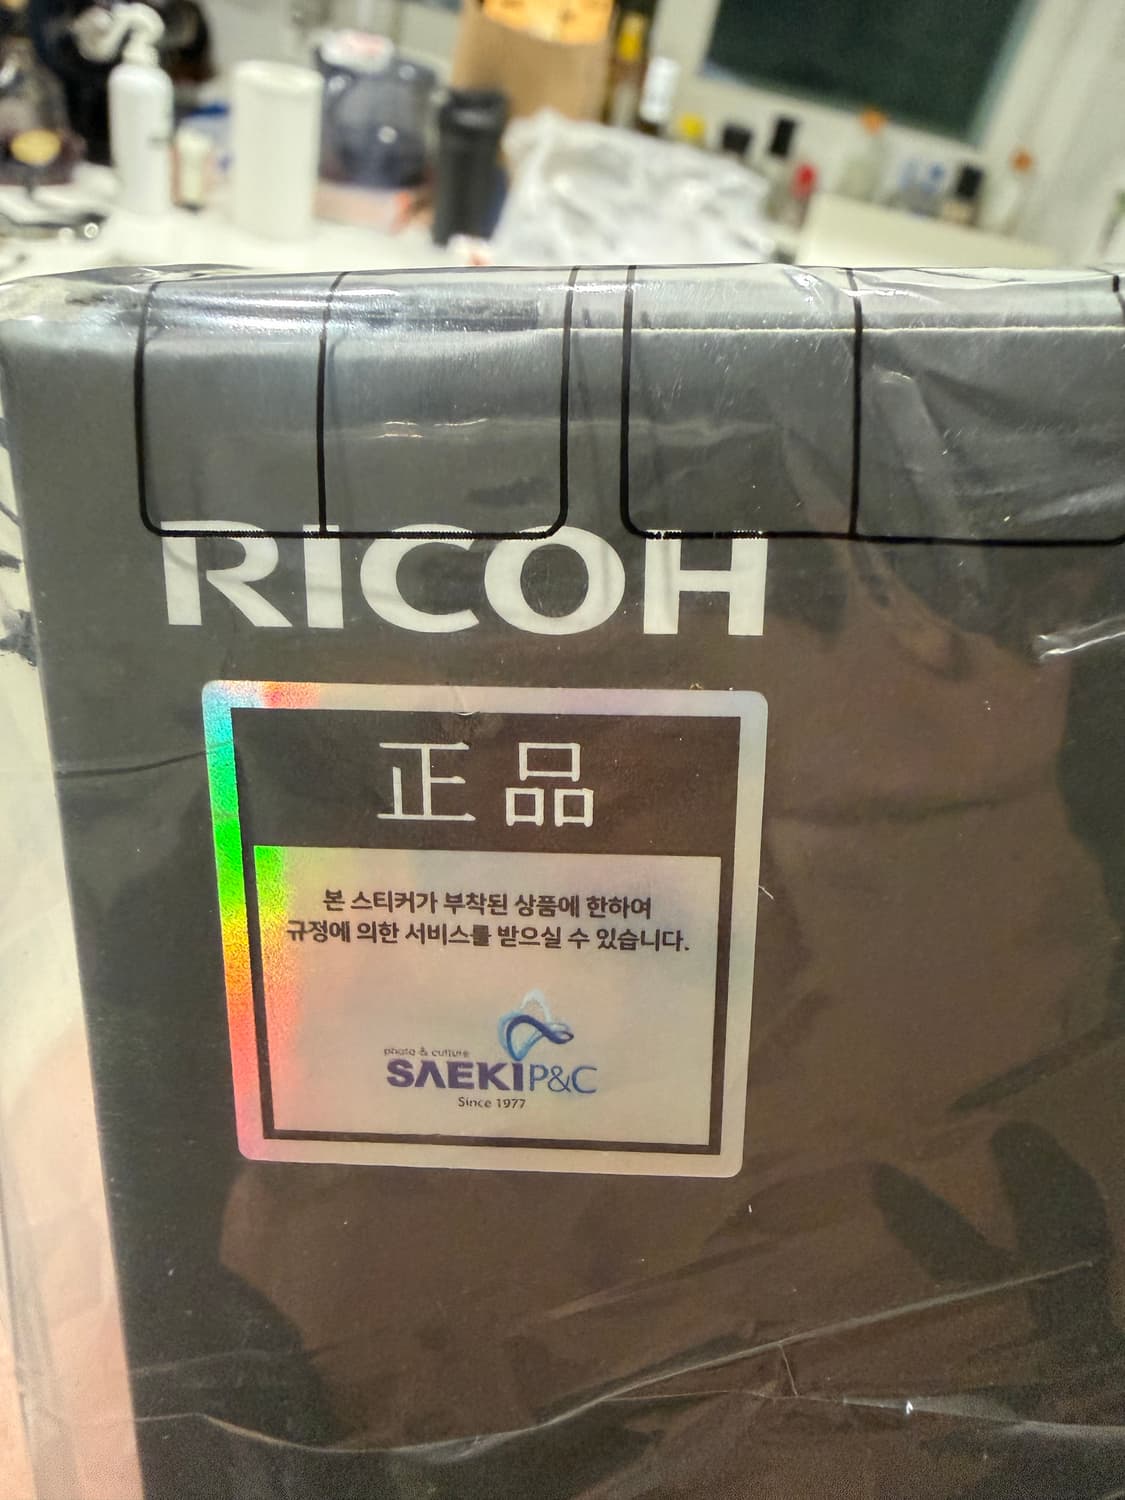 RICOH
正品
본 스티커가 부착된 상품에 한하여
규정에 의한 서비스를 받으실 수 있습니다.
photo & culture
SAEKI P&C
Since 1977